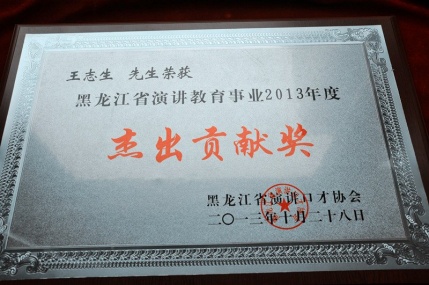 王志生 先生荣获
黑龙江省演讲教育事业2013年度
杰出贡献奖
黑龙江省演讲口才协会
二〇一三年十月二十八日